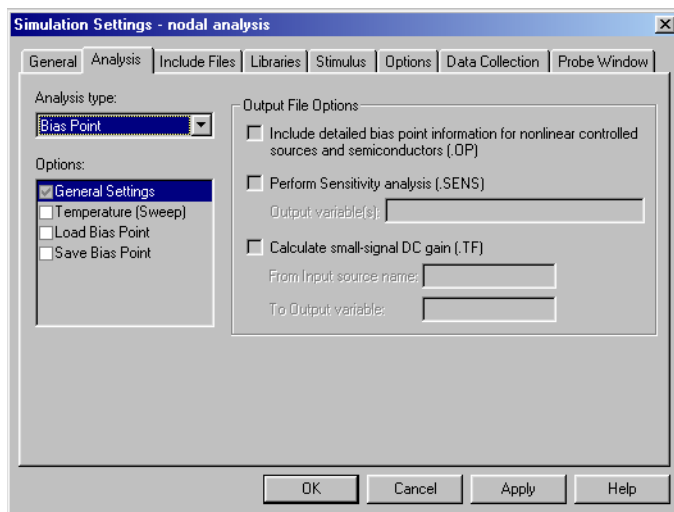 Simulation Settings - nodal analysis
General Analysis Include Files Libraries Stimulus Options Data Collection Probe Window
Analysis type:
Bias Point
Options:
General Settings
Temperature (Sweep)
Load Bias Point
Save Bias Point
Output File Options
Include detailed bias point information for nonlinear controlled
sources and semiconductors (.OP)
Perform Sensitivity analysis (.SENS)
Output variable(s):
Calculate small-signal DC gain (.TF)
From Input source name:
To Output variable:
OK Cancel Apply Help